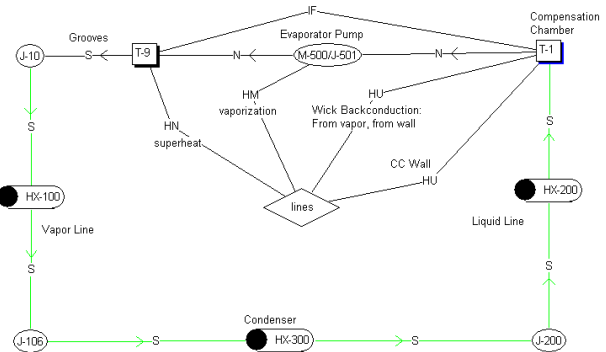 IF
Compensation
Chamber
Grooves
Evaporator Pump
J-10
S
T-9
N
M-500/J-501
N
T-1
HM
vaporization
HU
Wick Backconduction:
From vapor, from wall
S
HN
superheat
S
CC Wall
HU
HX-100
lines
HX-200
Vapor Line
Liquid Line
S
S
Condenser
J-106
S
HX-300
S
J-200